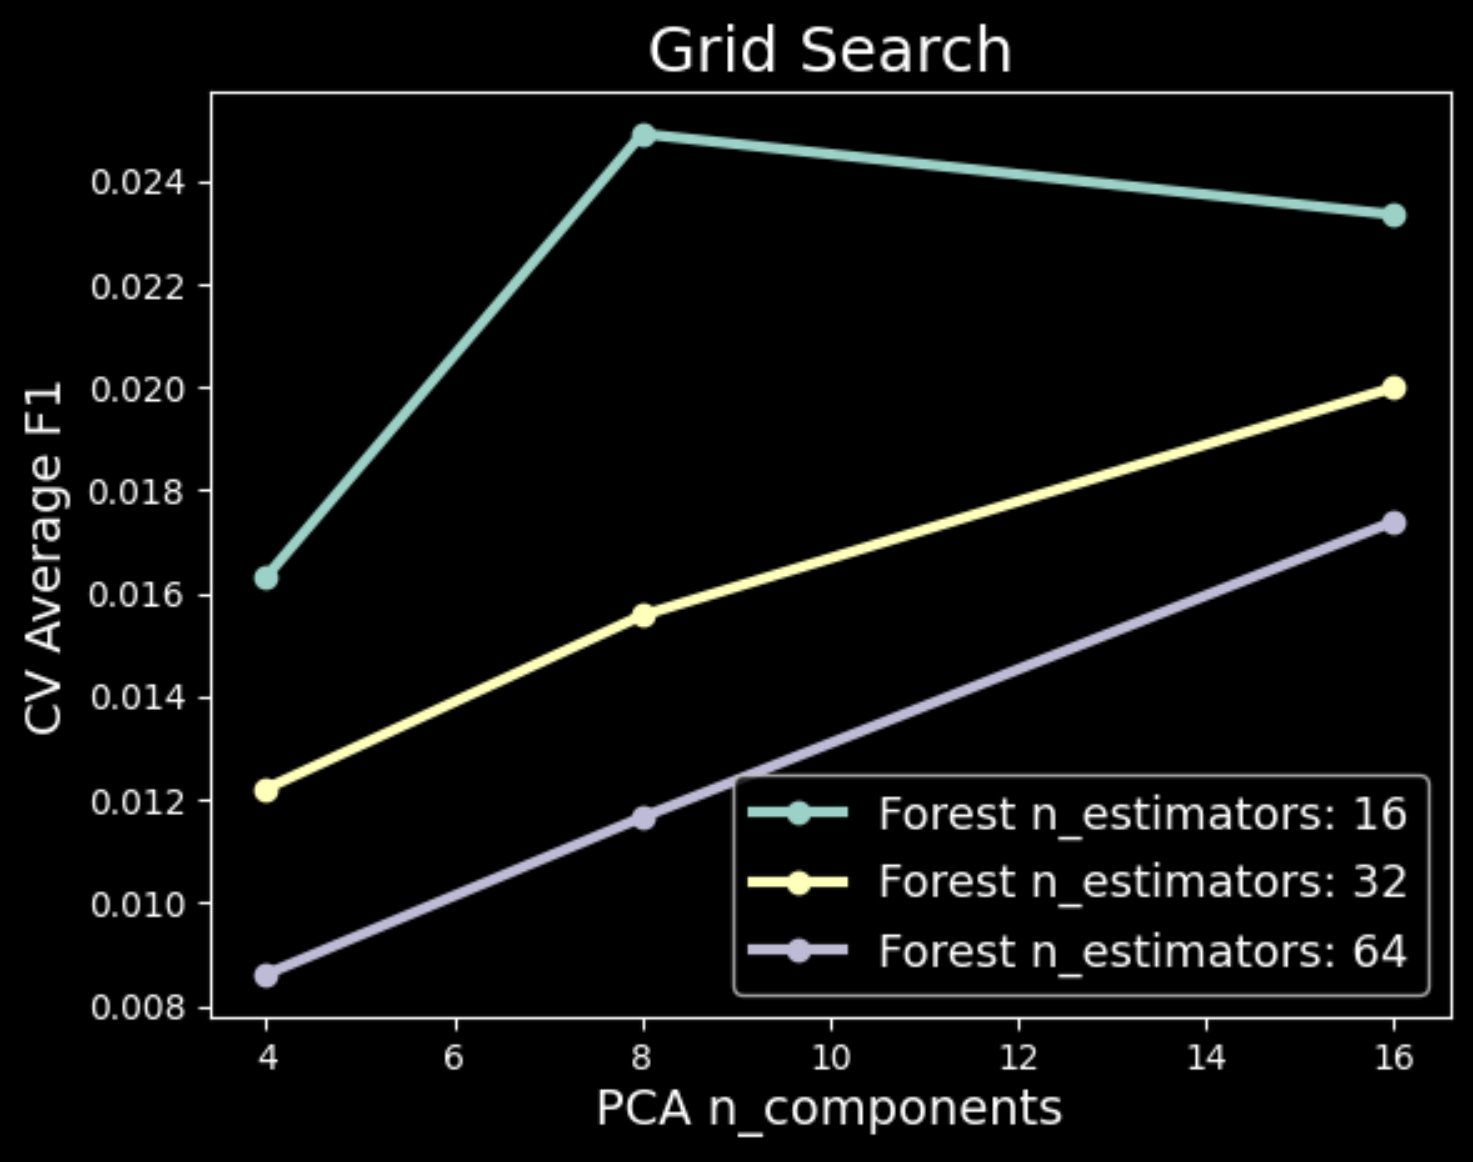 Grid Search
CV Average F1
0.024
0.022
0.020
0.018
0.016
0.014
0.012
0.010
0.008
Forest n_estimators: 16
Forest n_estimators: 32
Forest n_estimators: 64
4 6 8 10 12 14 16
PCA n_components